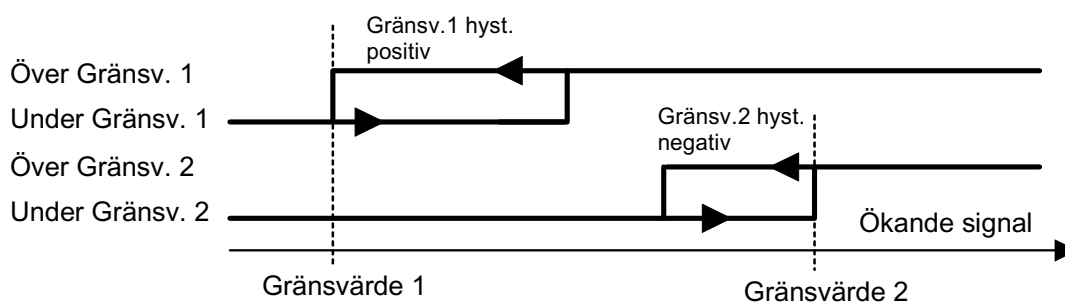 Gränsv.1 hyst.
positiv
Över Gränsv. 1
Under Gränsv. 1
Gränsv.2 hyst.
negativ
Över Gränsv. 2
Under Gränsv. 2
Ökande signal
Gränsvärde 1
Gränsvärde 2